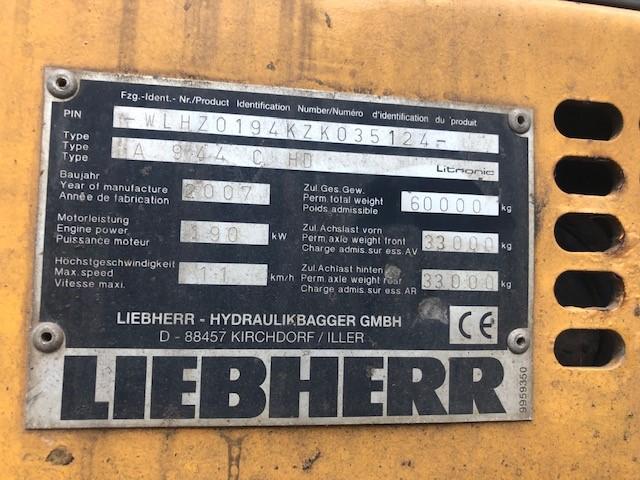 Fzg.-Ident.- Nr./Product Identification Number/Numéro d'identification du produit
PIN -WLHZ0194KZK035124-
Type
Type A 944 C HD
Type Litronic
Baujahr
Year of manufacture 2007
Année de fabrication
Zul.Ges.Gew.
Perm.total weight 60000 kg
Poids admissible
Motorleistung
Engine power 190 kW
Puissance moteur
Zul.Achslast vorn
Perm.axle weight front 33000 kg
Charge admis.sur ess.AV
Höchstgeschwindigkeit
Max.speed 11 km/h
Vitesse maxi.
Zul.Achlast hinten
Perm.axle weight rear 33000 kg
Charge admis.sur ess.AR
LIEBHERR - HYDRAULIKBAGGER GMBH
D - 88457 KIRCHDORF/ILLER
CE
LIEBHERR
9959350